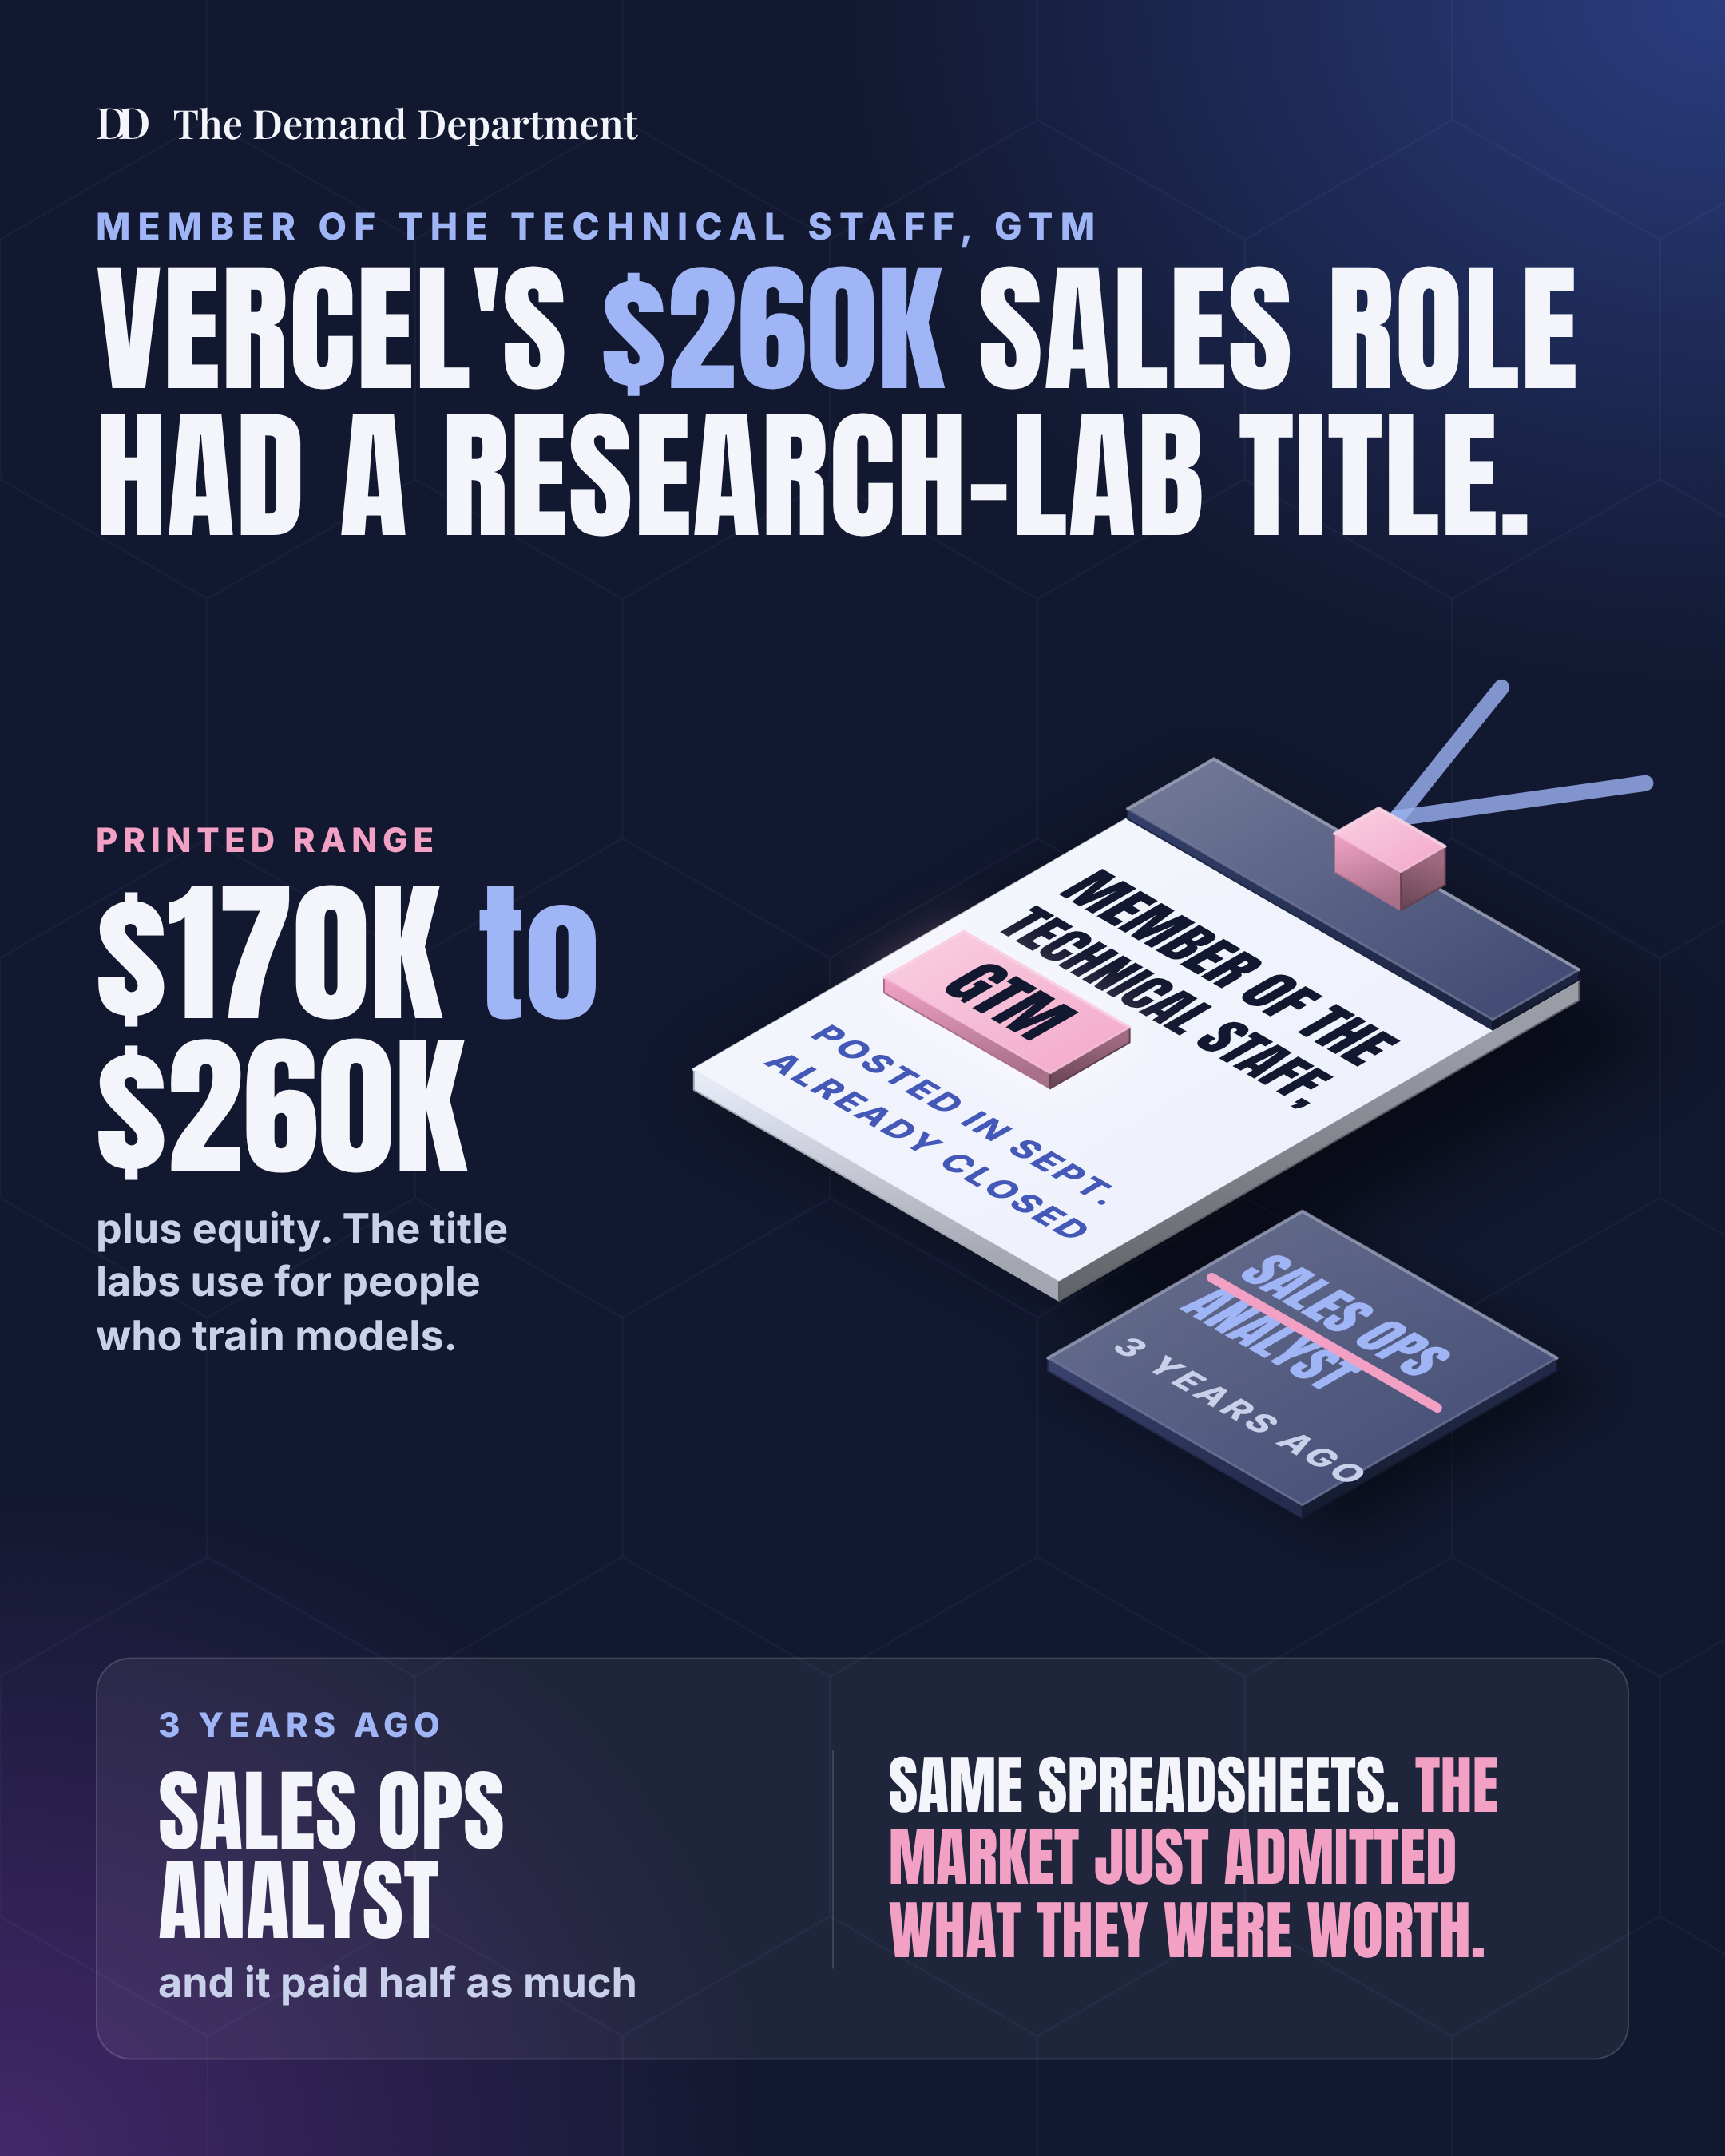 DD The Demand Department
MEMBER OF THE TECHNICAL STAFF, GTM
VERCEL'S $260K SALES ROLE
HAD A RESEARCH-LAB TITLE.
PRINTED RANGE
$170K to
$260K
plus equity. The title
labs use for people
who train models.
MEMBER OF THE
TECHNICAL STAFF,
GTM
POSTED IN SEPT.
ALREADY CLOSED
SALES OPS
ANALYST
3 YEARS AGO
3 YEARS AGO
SALES OPS
ANALYST
and it paid half as much
SAME SPREADSHEETS. THE
MARKET JUST ADMITTED
WHAT THEY WERE WORTH.